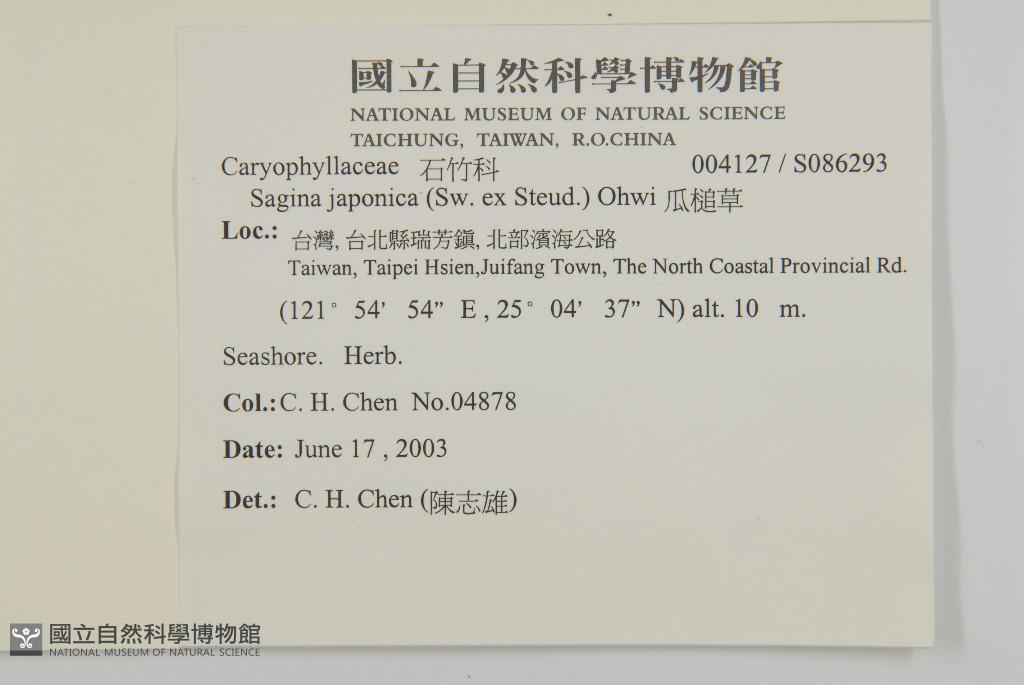 國立自然科學博物館
NATIONAL MUSEUM OF NATURAL SCIENCE
TAICHUNG, TAIWAN, R.O.CHINA
Caryophyllaceae 石竹科 004127 / S086293
Sagina japonica (Sw. ex Steud.) Ohwi 瓜槌草
Loc.: 台灣, 台北縣瑞芳鎭, 北部濱海公路
Taiwan, Taipei Hsien,Juifang Town, The North Coastal Provincial Rd.
(121° 54’ 54” E , 25° 04’ 37” N) alt. 10 m.
Seashore. Herb.
Col.: C. H. Chen No.04878
Date: June 17 , 2003
Det.: C. H. Chen (陳志雄)
國立自然科學博物館
NATIONAL MUSEUM OF NATURAL SCIENCE